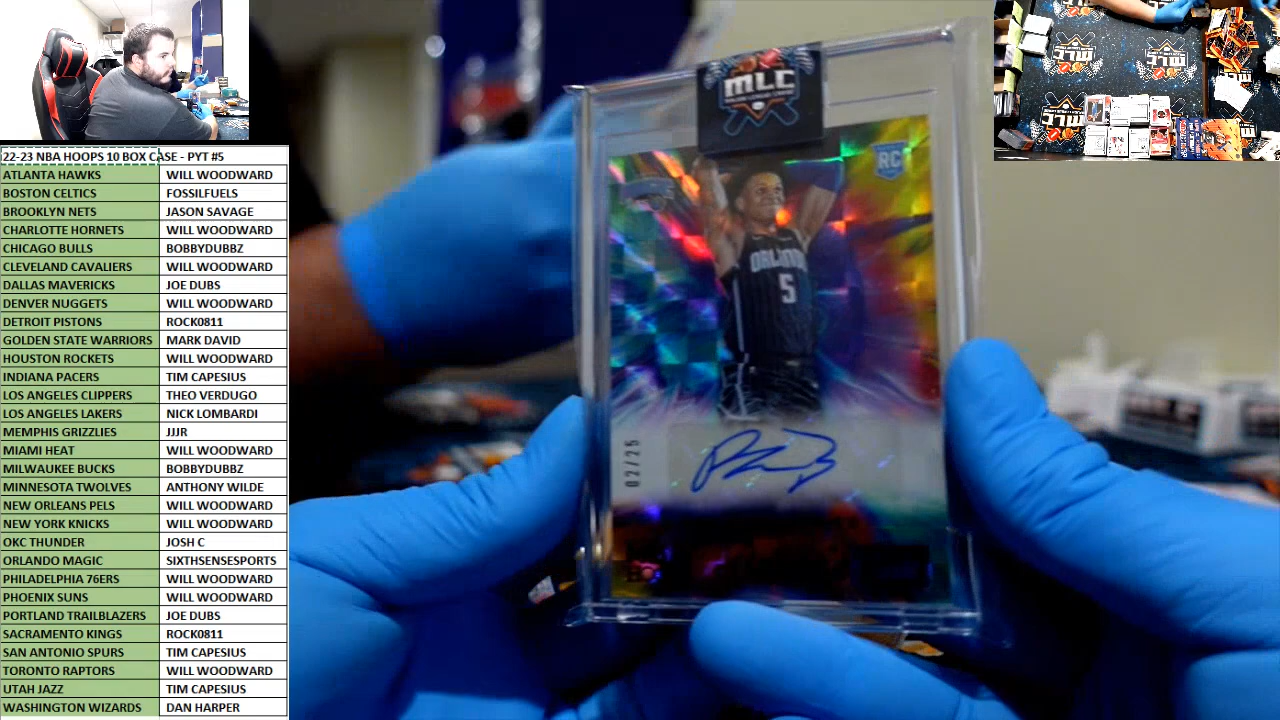 22-23 NBA HOOPS 10 BOX CASE - PYT #5
ATLANTA HAWKS WILL WOODWARD
BOSTON CELTICS FOSSILFUELS
BROOKLYN NETS JASON SAVAGE
CHARLOTTE HORNETS WILL WOODWARD
CHICAGO BULLS BOBBYDUBBZ
CLEVELAND CAVALIERS WILL WOODWARD
DALLAS MAVERICKS JOE DUBS
DENVER NUGGETS WILL WOODWARD
DETROIT PISTONS ROCK0811
GOLDEN STATE WARRIORS MARK DAVID
HOUSTON ROCKETS WILL WOODWARD
INDIANA PACERS TIM CAPESIUS
LOS ANGELES CLIPPERS THEO VERDUGO
LOS ANGELES LAKERS NICK LOMBARDI
MEMPHIS GRIZZLIES JJJR
MIAMI HEAT WILL WOODWARD
MILWAUKEE BUCKS BOBBYDUBBZ
MINNESOTA TWOLVES ANTHONY WILDE
NEW ORLEANS PELS WILL WOODWARD
NEW YORK KNICKS WILL WOODWARD
OKC THUNDER JOSH C
ORLANDO MAGIC SIXTHSENSESPORTS
PHILADELPHIA 76ERS WILL WOODWARD
PHOENIX SUNS WILL WOODWARD
PORTLAND TRAILBLAZERS JOE DUBS
SACRAMENTO KINGS ROCK0811
SAN ANTONIO SPURS TIM CAPESIUS
TORONTO RAPTORS WILL WOODWARD
UTAH JAZZ TIM CAPESIUS
WASHINGTON WIZARDS DAN HARPER
MLC
RC
ORLANDO
5
02/25